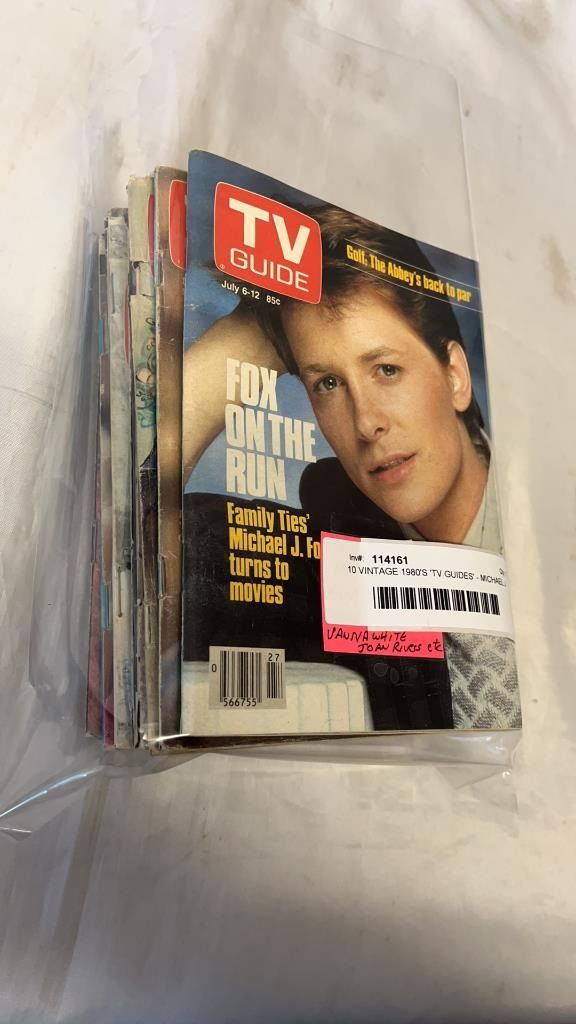 TV
GUIDE
®
July 6-12 85¢
Golf: The Abbey's back to par
FOX
ON THE
RUN
Family Ties'
Michael J. Fo
turns to
movies
Inv#: 114161
10 VINTAGE 1980'S 'TV GUIDES' - MICHAEL
VANNA WHITE
JOAN RIVERS etc
27
0
566755